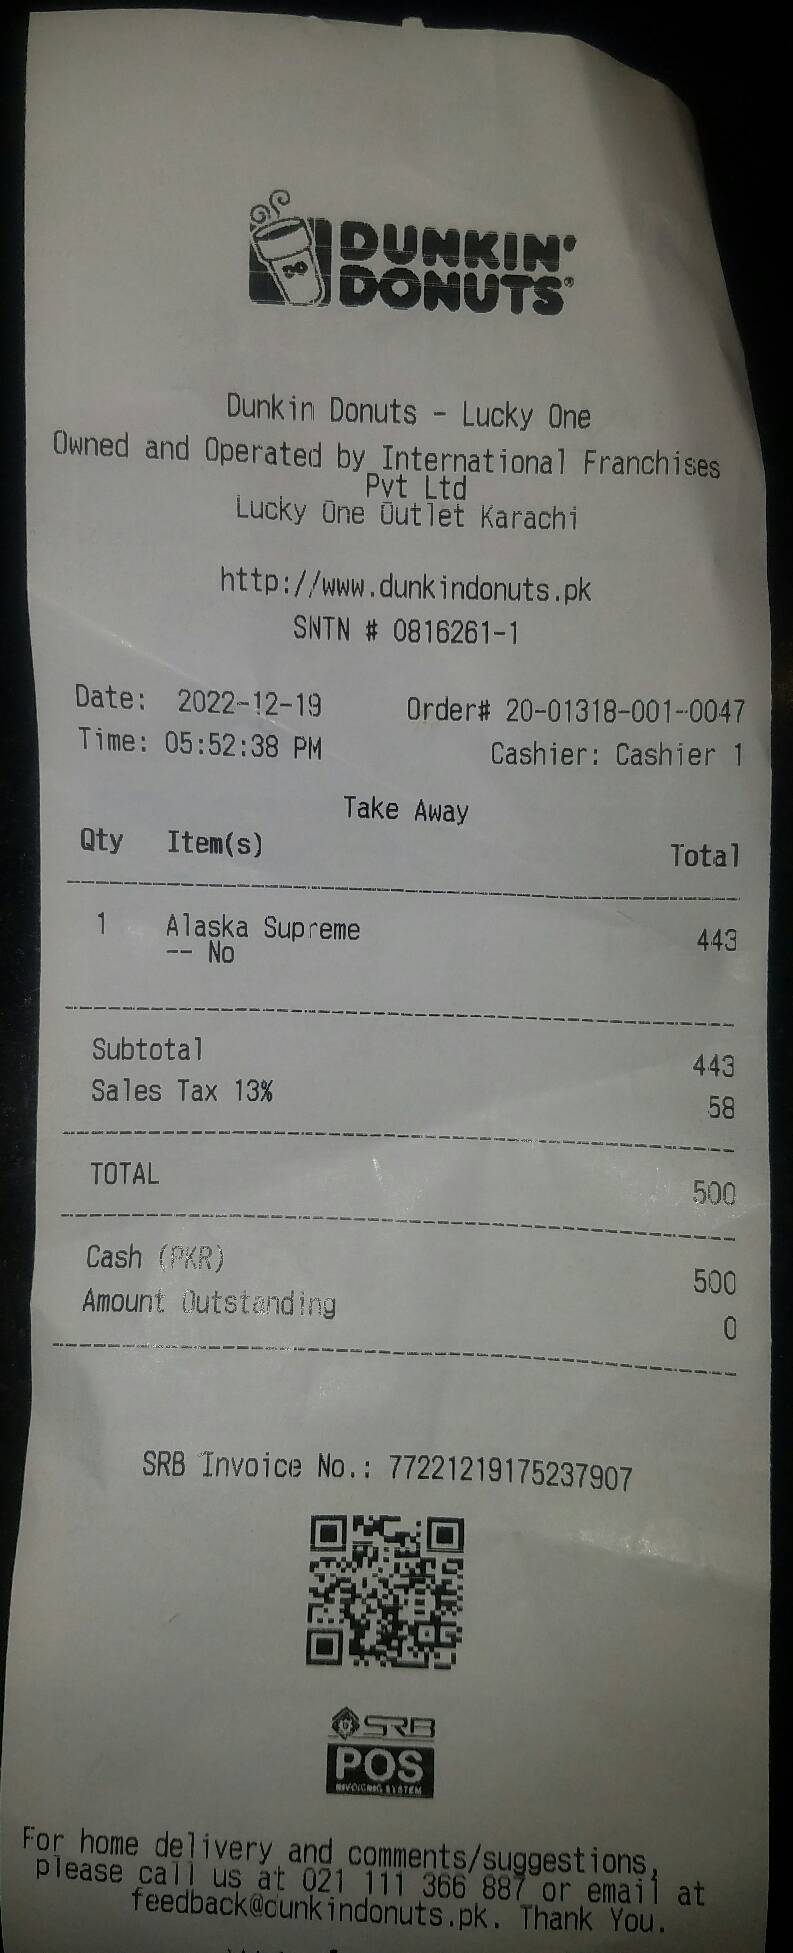 DUNKIN'
DONUTS®
Dunkin Donuts - Lucky One
Owned and Operated by International Franchises
Pvt Ltd
Lucky One Outlet Karachi
http://www.dunkindonuts.pk
SNTN # 0816261-1
Date: 2022-12-19 Order# 20-01318-001-0047
Time: 05:52:38 PM Cashier: Cashier 1
Take Away
Qty Item(s) Total
1 Alaska Supreme 443
-- No
Subtotal 443
Sales Tax 13% 58
TOTAL 500
Cash (PKR) 500
Amount Outstanding 0
SRB Invoice No.: 77221219175237907
SRB
POS
INVOICING SYSTEM
For home delivery and comments/suggestions,
please call us at 021 111 366 887 or email at
feedback@cunkindonuts.pk. Thank You.